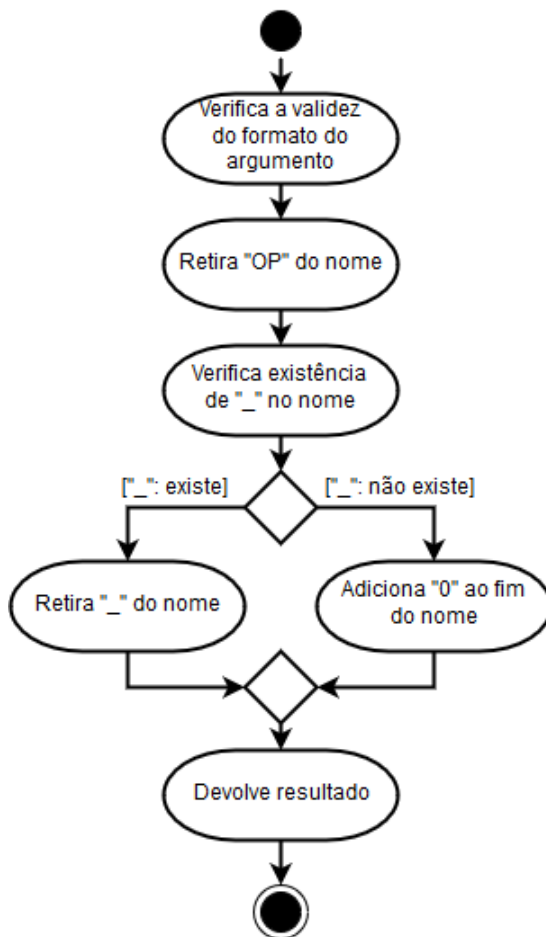 Verifica a validez
do formato do
argumento
Retira "OP" do nome
Verifica existência
de "_" no nome
["_": existe]
["_": não existe]
Retira "_" do nome
Adiciona "0" ao fim
do nome
Devolve resultado